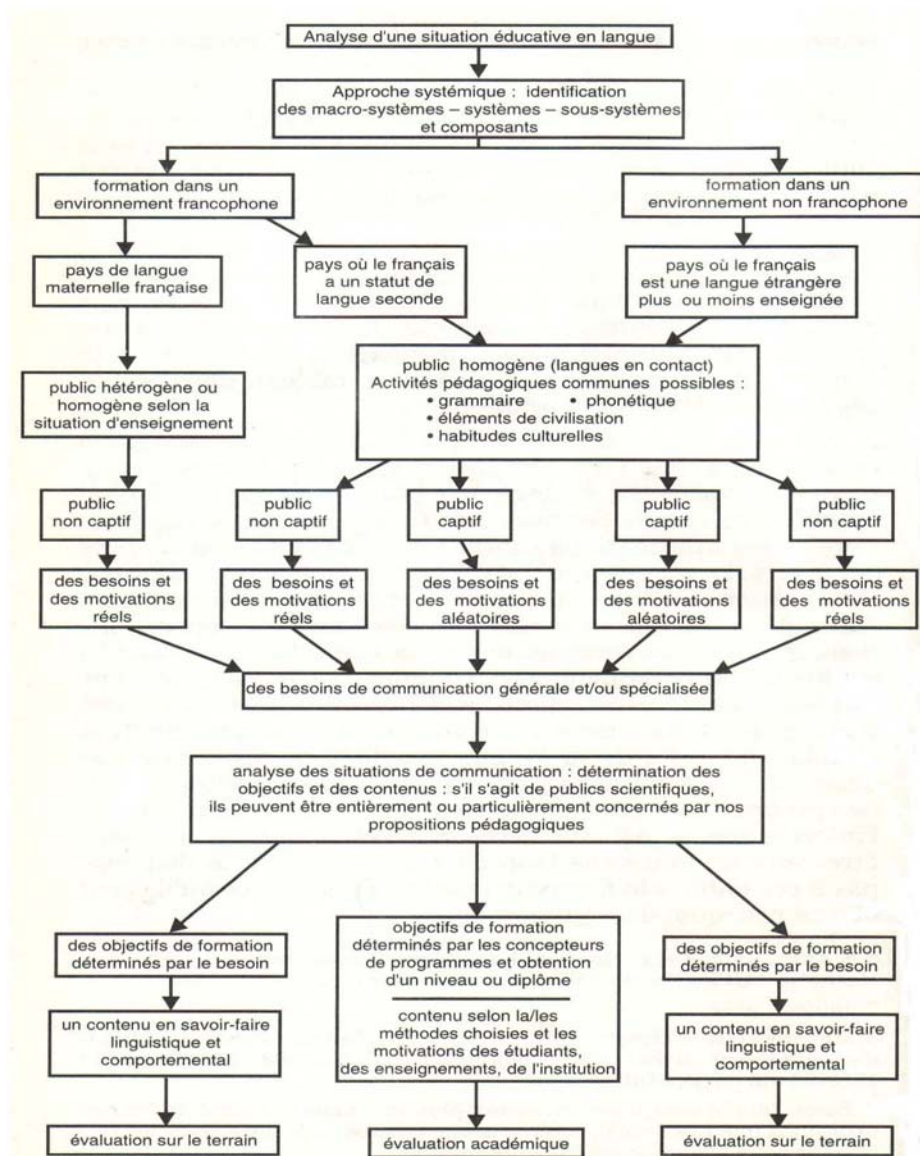 Analyse d'une situation éducative en langue
Approche systémique : identification
des macro-systèmes – systèmes – sous-systèmes
et composants
formation dans un
environnement francophone
formation dans un
environnement non francophone
pays de langue
maternelle française
pays où le français
a un statut de
langue seconde
pays où le français
est une langue étrangère
plus ou moins enseignée
public hétérogène ou
homogène selon la
situation d'enseignement
public homogène (langues en contact)
Activités pédagogiques communes possibles :
• grammaire • phonétique
• éléments de civilisation
• habitudes culturelles
public
non captif
public
non captif
public
captif
public
captif
public
non captif
des besoins et
des motivations
réels
des besoins et
des motivations
réels
des besoins et
des motivations
aléatoires
des besoins et
des motivations
aléatoires
des besoins et
des motivations
réels
des besoins de communication générale et/ou spécialisée
analyse des situations de communication : détermination des
objectifs et des contenus : s'il s'agit de publics scientifiques,
ils peuvent être entièrement ou particulièrement concernés par nos
propositions pédagogiques
des objectifs de formation
déterminés par le besoin
objectifs de formation
déterminés par les concepteurs
de programmes et obtention
d'un niveau ou diplôme
des objectifs de formation
déterminés par le besoin
un contenu en savoir-faire
linguistique et
comportemental
contenu selon la/les
méthodes choisies et les
motivations des étudiants,
des enseignements, de l'institution
un contenu en savoir-faire
linguistique et
comportemental
évaluation sur le terrain
évaluation académique
évaluation sur le terrain